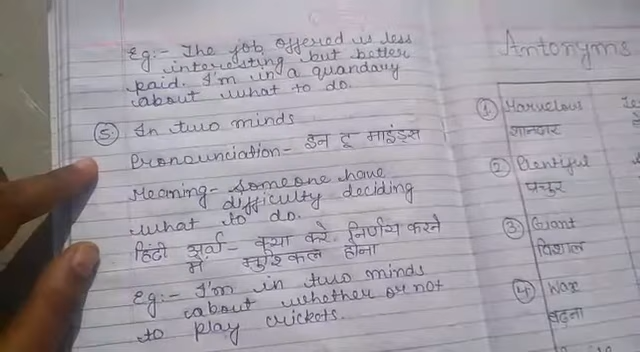 Eg:- The job offered is less
interesting but better
paid. I'm in a quandary
about what to do.
⑤ In two minds
Pronounciation- इन टू माइंड्स
Meaning- Someone have
difficulty deciding
what to do.
हिंदी अर्थ- क्या करे निर्णय करने
में मुश्किल होना
Eg:- I'm in two minds
about whether or not
to play crickets.
Antonyms
① Marvelous
शानदार
② Plentiful
प्रचुर
③ Giant
विशाल
④ Wax
बढ़ना